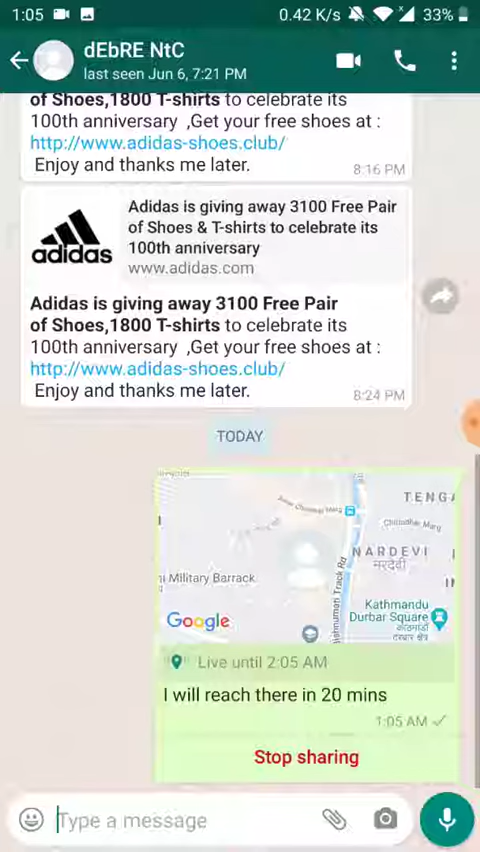 1:05 0.42 K/s 33%
dEbRE NtC
last seen Jun 6, 7:21 PM
of Shoes,1800 T-shirts to celebrate its
100th anniversary ,Get your free shoes at :
http://www.adidas-shoes.club/
Enjoy and thanks me later.
8:16 PM
Adidas is giving away 3100 Free Pair
of Shoes & T-shirts to celebrate its
100th anniversary
www.adidas.com
adidas
Adidas is giving away 3100 Free Pair
of Shoes,1800 T-shirts to celebrate its
100th anniversary ,Get your free shoes at :
http://www.adidas-shoes.club/
Enjoy and thanks me later.
8:24 PM
TODAY
TENGA
NARDEVI
नरदेवी
Military Barrack
Kathmandu
Durbar Square
Google
Live until 2:05 AM
I will reach there in 20 mins
1:05 AM
Stop sharing
Type a message